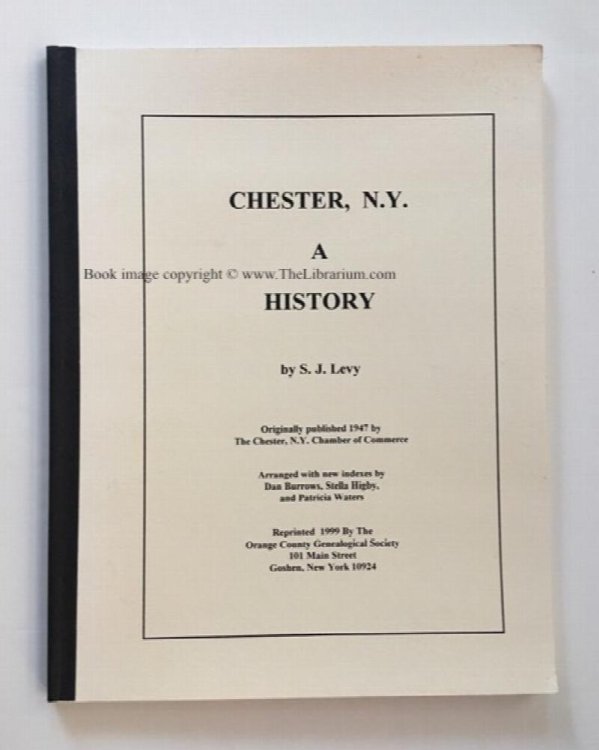 CHESTER, N.Y.
A
Book image copyright © www.TheLibrarium.com
HISTORY
by S. J. Levy
Originally published 1947 by
The Chester, N.Y. Chamber of Commerce
Arranged with new indexes by
Dan Burrows, Stella Higby,
and Patricia Waters
Reprinted 1999 By The
Orange County Genealogical Society
101 Main Street
Goshen, New York 10924